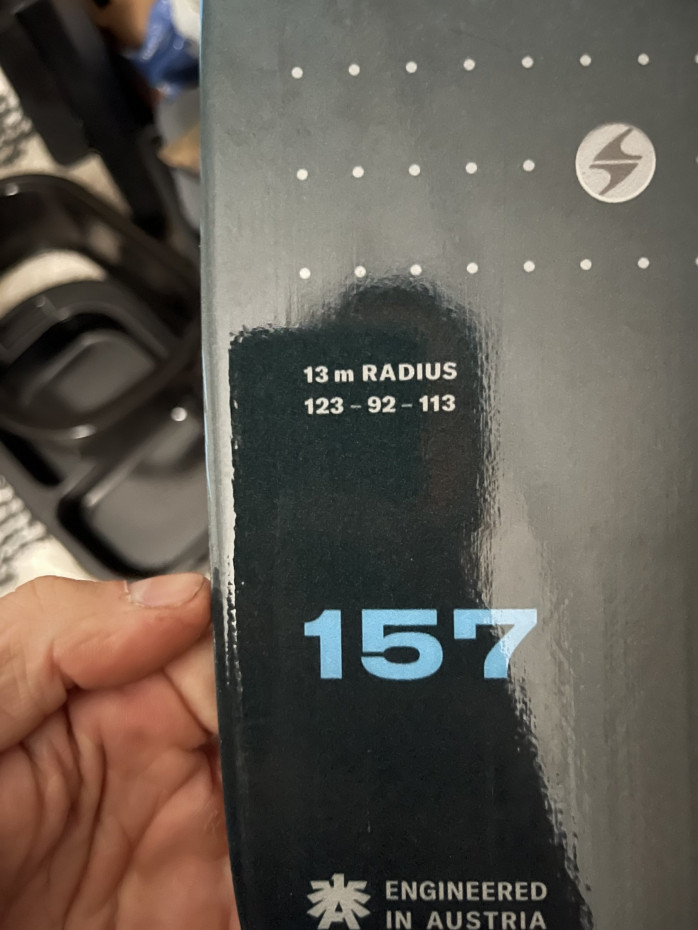 13 m RADIUS
123 – 92 – 113
157
ENGINEERED
IN AUSTRIA